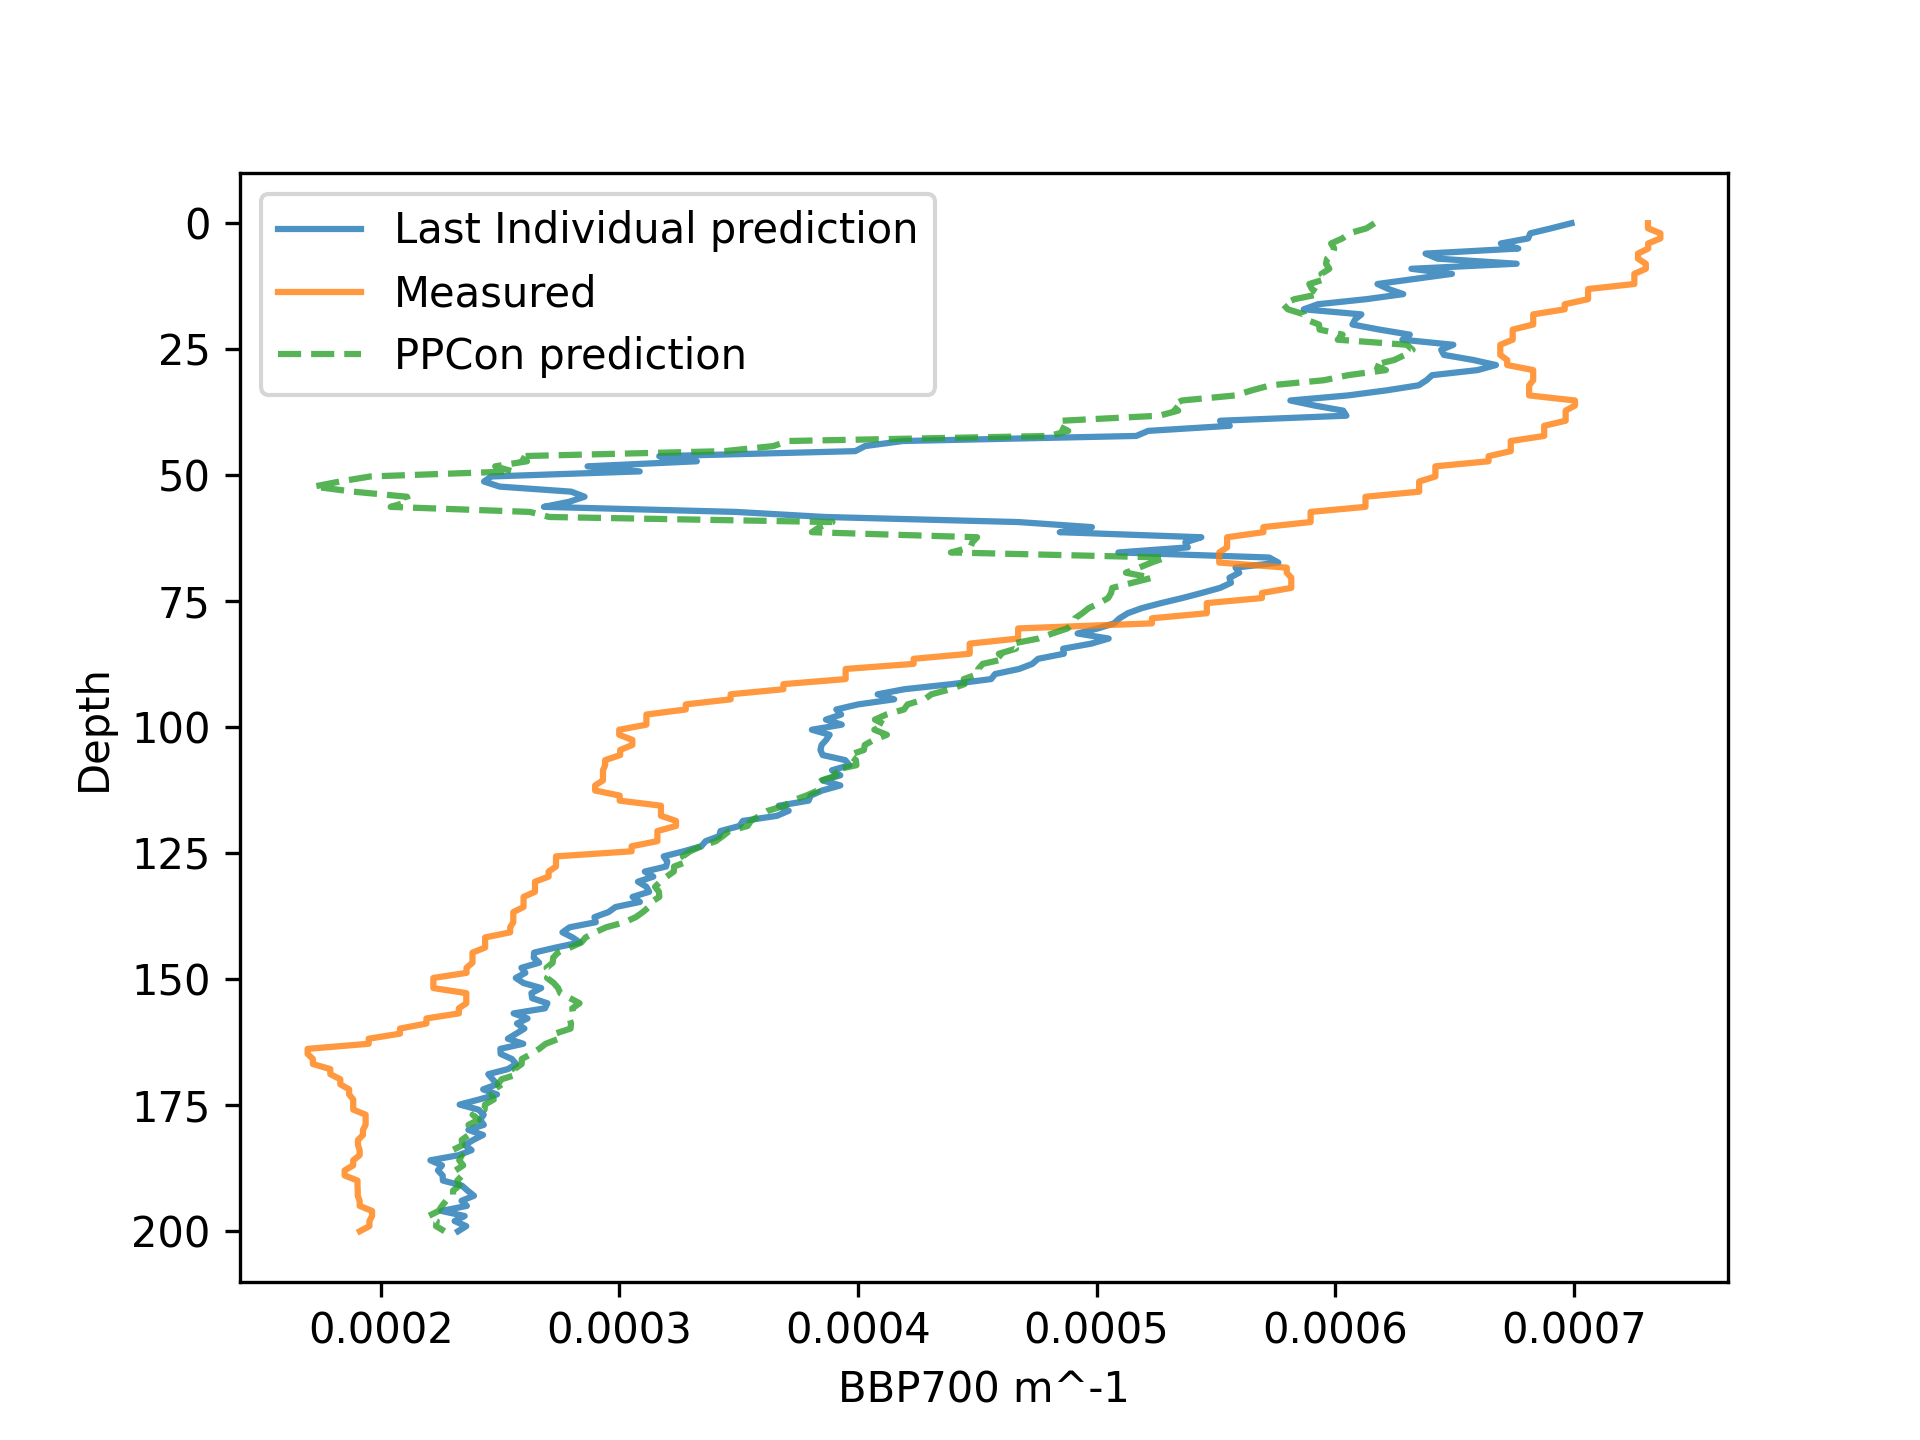 Last Individual prediction
Measured
PPCon prediction
0
25
50
75
100
125
150
175
200
Depth
0.0002 0.0003 0.0004 0.0005 0.0006 0.0007
BBP700 m^-1